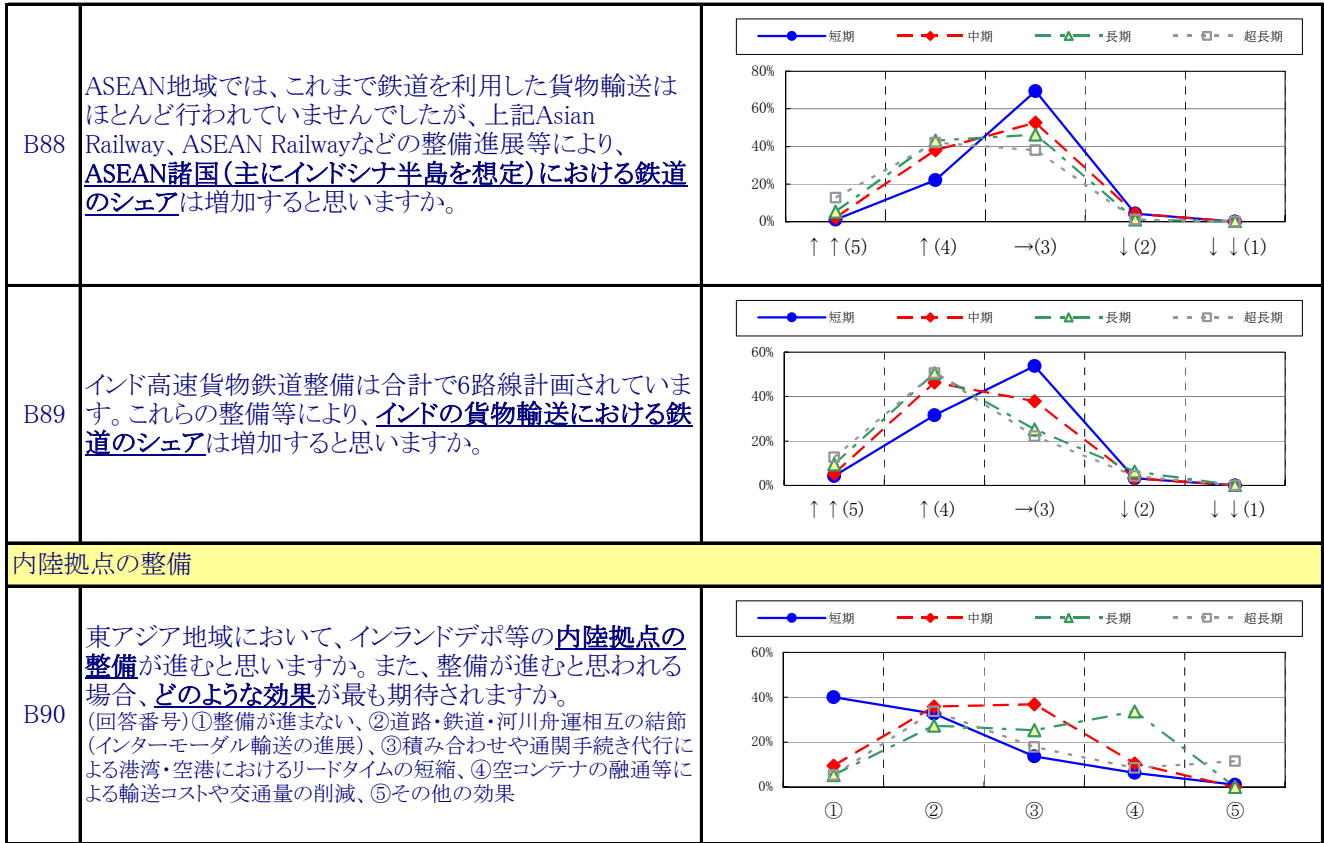 B88
ASEAN地域では、これまで鉄道を利用した貨物輸送は
ほとんど行われていませんでしたが、上記Asian
Railway、ASEAN Railwayなどの整備進展等により、
ASEAN諸国(主にインドシナ半島を想定)における鉄道
のシェアは増加すると思いますか。
短期 中期 長期 超長期
80%
60%
40%
20%
0%
↑↑(5) ↑(4) →(3) ↓(2) ↓↓(1)
B89
インド高速貨物鉄道整備は合計で6路線計画されていま
す。これらの整備等により、インドの貨物輸送における鉄
道のシェアは増加すると思いますか。
短期 中期 長期 超長期
60%
40%
20%
0%
↑↑(5) ↑(4) →(3) ↓(2) ↓↓(1)
内陸拠点の整備
B90
東アジア地域において、インランドデポ等の内陸拠点の
整備が進むと思いますか。また、整備が進むと思われる
場合、どのような効果が最も期待されますか。
(回答番号)①整備が進まない、②道路・鉄道・河川舟運相互の結節
(インターモーダル輸送の進展)、③積み合わせや通関手続き代行に
よる港湾・空港におけるリードタイムの短縮、④空コンテナの融通等に
よる輸送コストや交通量の削減、⑤その他の効果
短期 中期 長期 超長期
60%
40%
20%
0%
① ② ③ ④ ⑤